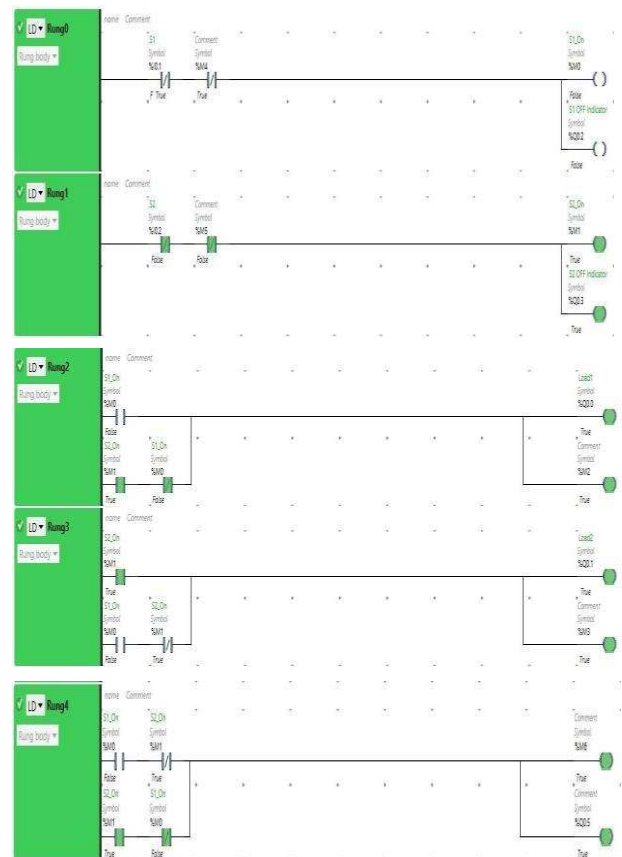 name Comment
LD Rung0
S1 Comment S1_On
Rung body Symbol Symbol Symbol
%I0.1 %M4 %M0
F True True False
S1 OFF Indicator
Symbol
%Q0.2
False
name Comment
LD Rung1
S2 Comment S2_On
Rung body Symbol Symbol Symbol
%I0.2 %M5 %M1
False False True
S2 OFF Indicator
Symbol
%Q0.3
True
name Comment
LD Rung2
S1_On Load1
Rung body Symbol Symbol
%M0 %Q0.0
False True
S2_On S1_On Comment
Symbol Symbol Symbol
%M1 %M0 %M2
True False True
name Comment
LD Rung3
S2_On Load2
Rung body Symbol Symbol
%M1 %Q0.1
True True
S1_On S2_On Comment
Symbol Symbol Symbol
%M0 %M1 %M3
False True True
name Comment
LD Rung4
S1_On S2_On Comment
Rung body Symbol Symbol Symbol
%M0 %M1 %M6
False True True
S2_On S1_On Comment
Symbol Symbol Symbol
%M1 %M0 %Q0.5
True False True